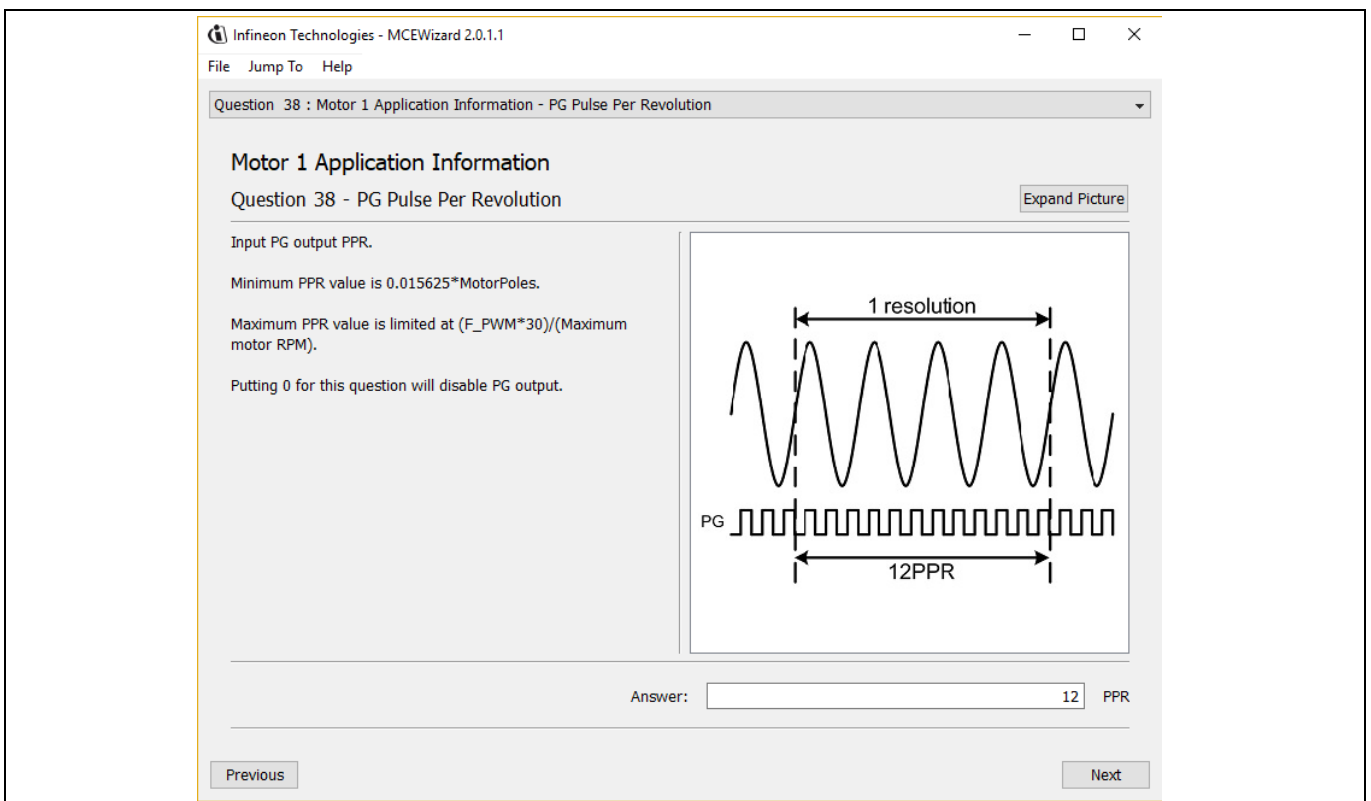 Infineon Technologies - MCEWizard 2.0.1.1
File Jump To Help
Question 38 : Motor 1 Application Information - PG Pulse Per Revolution
Motor 1 Application Information
Question 38 - PG Pulse Per Revolution
Expand Picture
Input PG output PPR.
Minimum PPR value is 0.015625*MotorPoles.
Maximum PPR value is limited at (F_PWM*30)/(Maximum
motor RPM).
Putting 0 for this question will disable PG output.
1 resolution
PG
12PPR
Answer: 12 PPR
Previous Next